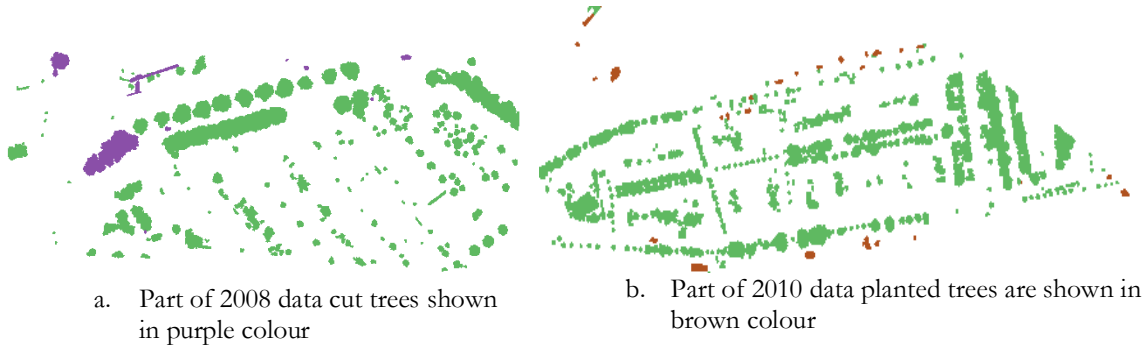 a. Part of 2008 data cut trees shown
in purple colour
b. Part of 2010 data planted trees are shown in
brown colour